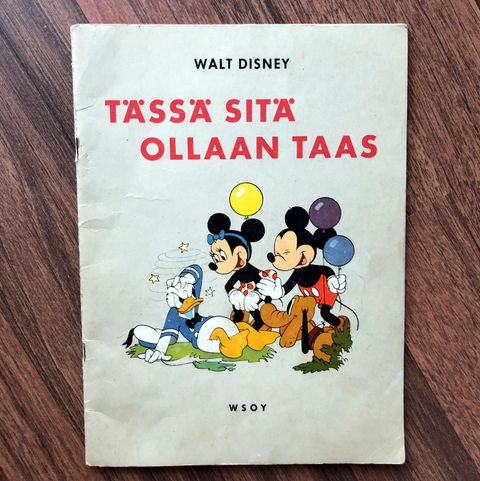 WALT DISNEY
TÄSSÄ SITÄ
OLLAAN TAAS
WSOY